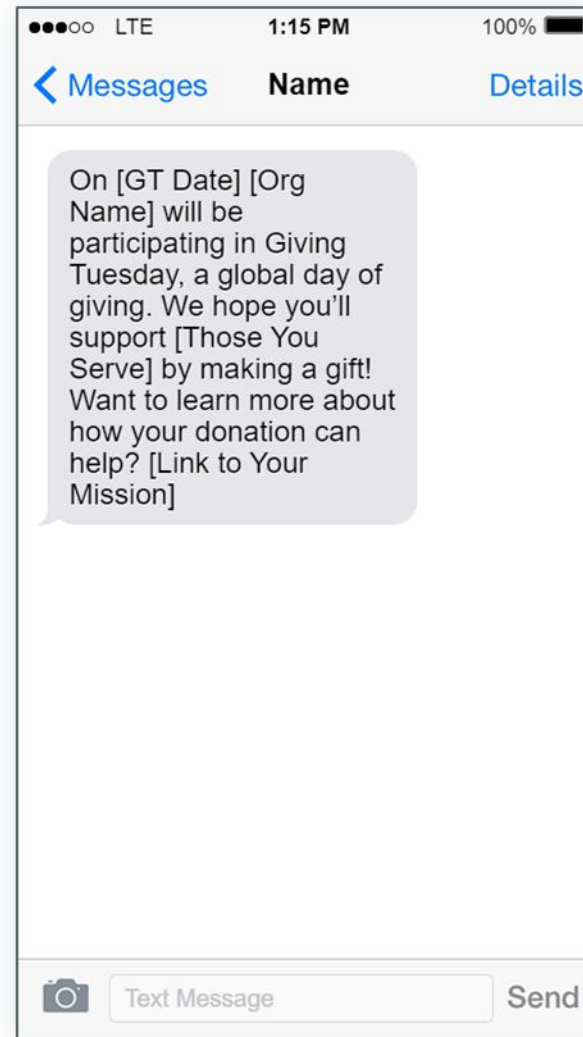 LTE 1:15 PM 100%
Messages Name Details
On [GT Date] [Org
Name] will be
participating in Giving
Tuesday, a global day of
giving. We hope you’ll
support [Those You
Serve] by making a gift!
Want to learn more about
how your donation can
help? [Link to Your
Mission]
Text Message Send